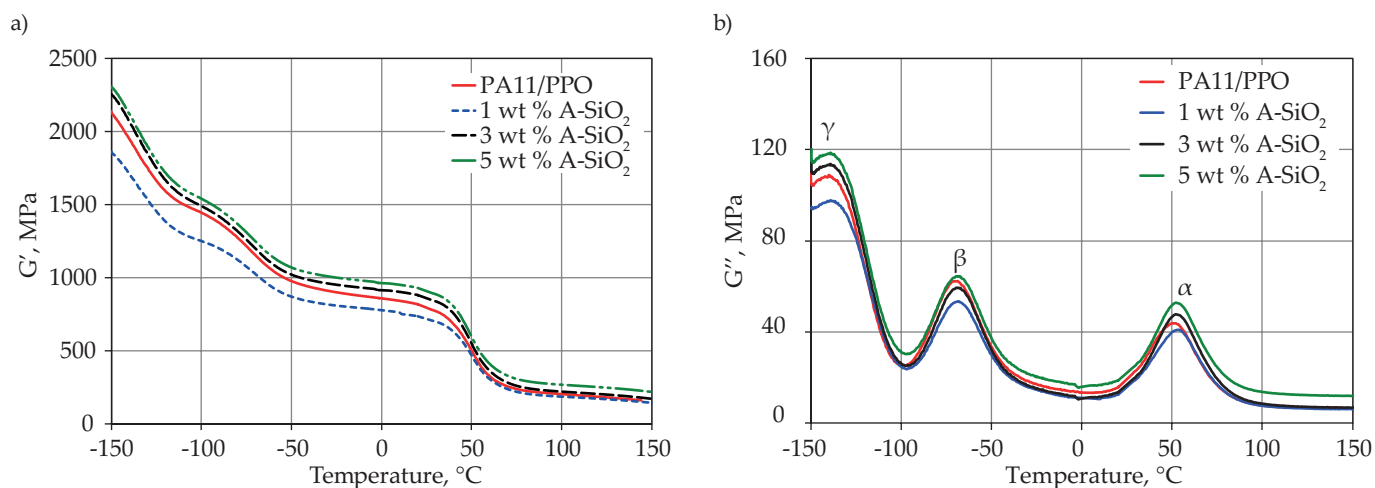 a)
2500
2000
1500
1000
500
0
G′, MPa
-150 -100 -50 0 50 100 150
Temperature, °C
PA11/PPO
1 wt % A-SiO₂
3 wt % A-SiO₂
5 wt % A-SiO₂
b)
160
120
80
40
0
G″, MPa
-150 -100 -50 0 50 100 150
Temperature, °C
PA11/PPO
1 wt % A-SiO₂
3 wt % A-SiO₂
5 wt % A-SiO₂
γ
β
α